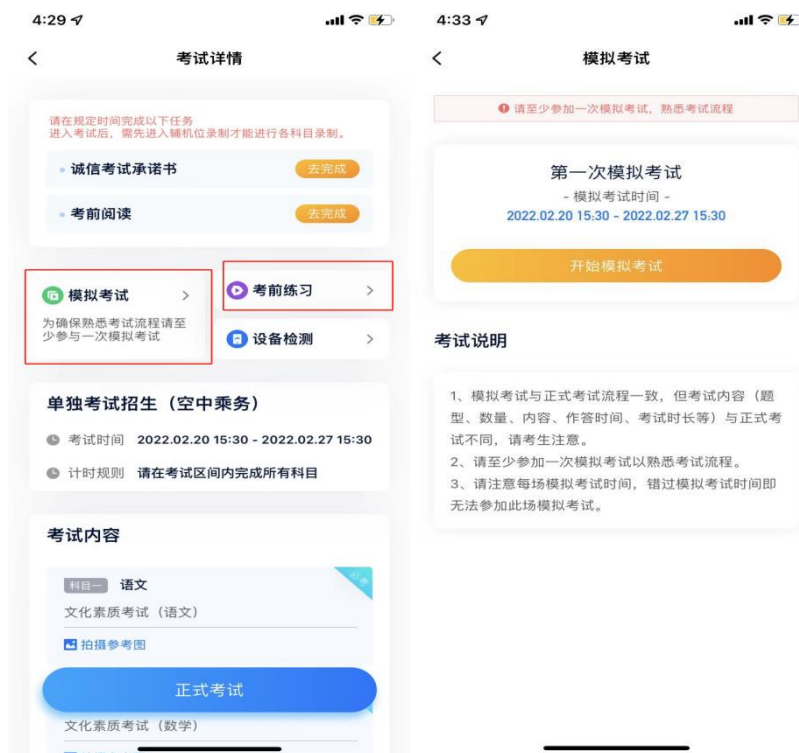 4:29
考试详情
请在规定时间完成以下任务
进入考试后，需先进入辅机位录制才能进行各科目录制。
诚信考试承诺书
去完成
考前阅读
去完成
模拟考试
为确保熟悉考试流程请至
少参与一次模拟考试
考前练习
设备检测
单独考试招生（空中乘务）
考试时间 2022.02.20 15:30 - 2022.02.27 15:30
计时规则 请在考试区间内完成所有科目
考试内容
科目一 语文
必考
文化素质考试（语文）
拍摄参考图
正式考试
文化素质考试（数学）
4:33
模拟考试
请至少参加一次模拟考试，熟悉考试流程
第一次模拟考试
- 模拟考试时间 -
2022.02.20 15:30 - 2022.02.27 15:30
开始模拟考试
考试说明
1、模拟考试与正式考试流程一致，但考试内容（题
型、数量、内容、作答时间、考试时长等）与正式考
试不同，请考生注意。
2、请至少参加一次模拟考试以熟悉考试流程。
3、请注意每场模拟考试时间，错过模拟考试时间即
无法参加此场模拟考试。